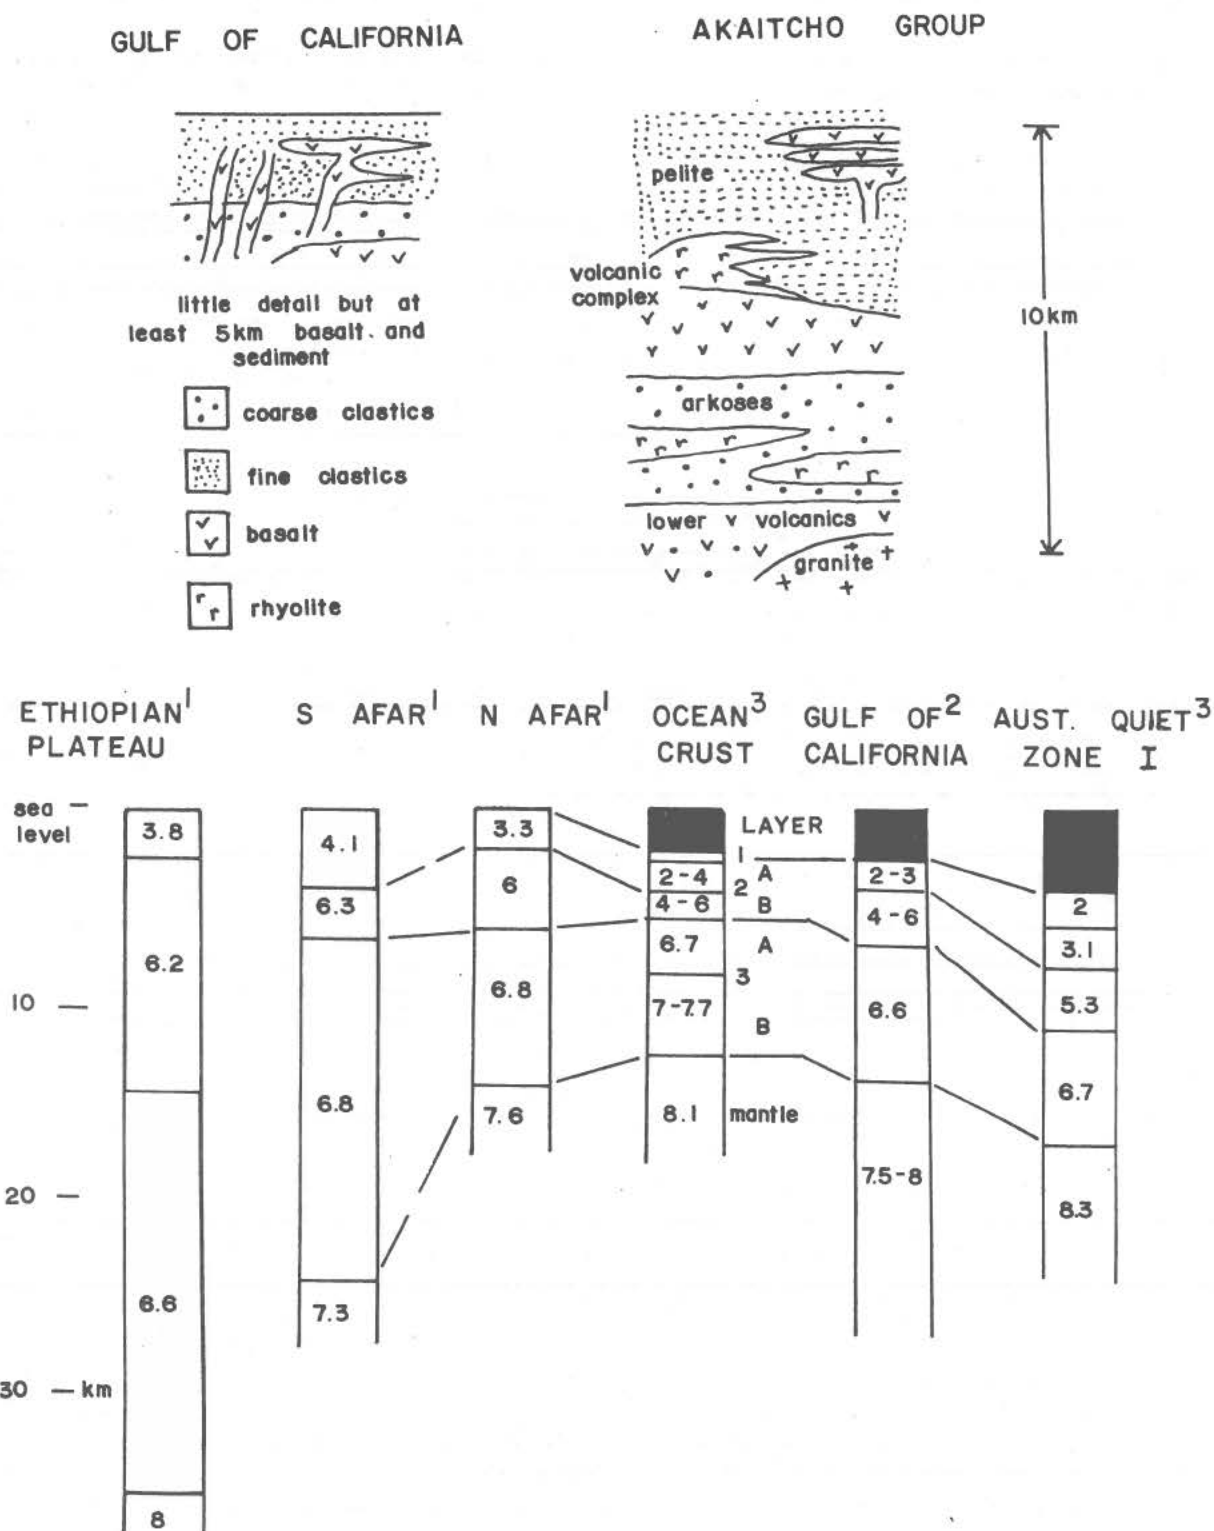 GULF OF CALIFORNIA
AKAITCHO GROUP
little detail but at
least 5km basalt and
sediment
coarse clastics
fine clastics
basalt
r r
rhyolite
pelite
volcanic
complex
r r r r
arkoses
r r r r
r r r
lower volcanics
granite
10km
ETHIOPIAN¹
PLATEAU
S AFAR¹
N AFAR¹
OCEAN³
CRUST
GULF OF²
CALIFORNIA
AUST. QUIET³
ZONE I
sea
level
10
20
30 km
3.8
6.2
6.6
8
4.1
6.3
6.8
7.3
3.3
6
6.8
7.6
2-4
4-6
6.7
7-7.7
8.1
LAYER
1
2
A
B
3
A
B
mantle
2-3
4-6
6.6
7.5-8
2
3.1
5.3
6.7
8.3